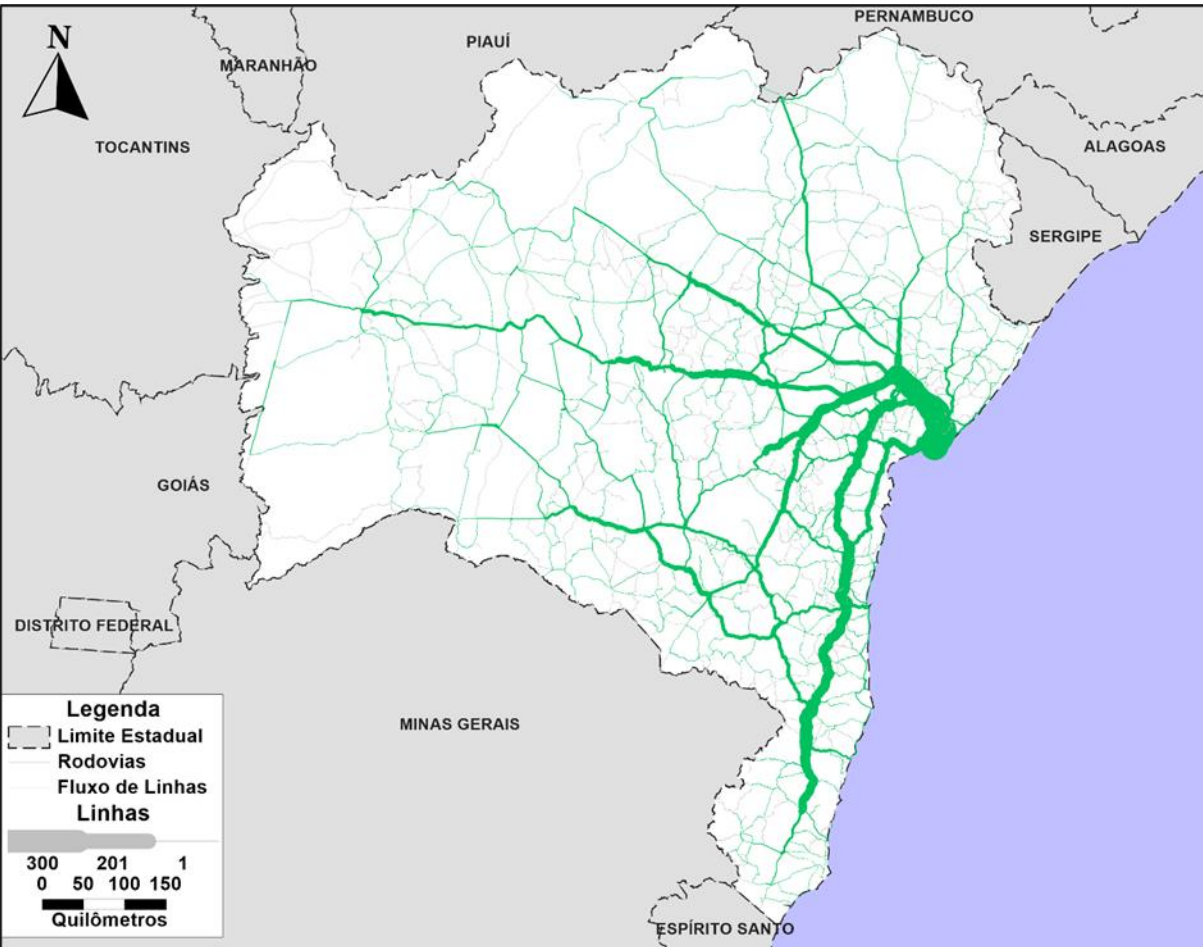 PERNAMBUCO
N
PIAUÍ
MARANHÃO
TOCANTINS
ALAGOAS
SERGIPE
GOIÁS
DISTRITO FEDERAL
MINAS GERAIS
ESPÍRITO SANTO
Legenda
Limite Estadual
Rodovias
Fluxo de Linhas
Linhas
300 201 1
0 50 100 150
Quilômetros